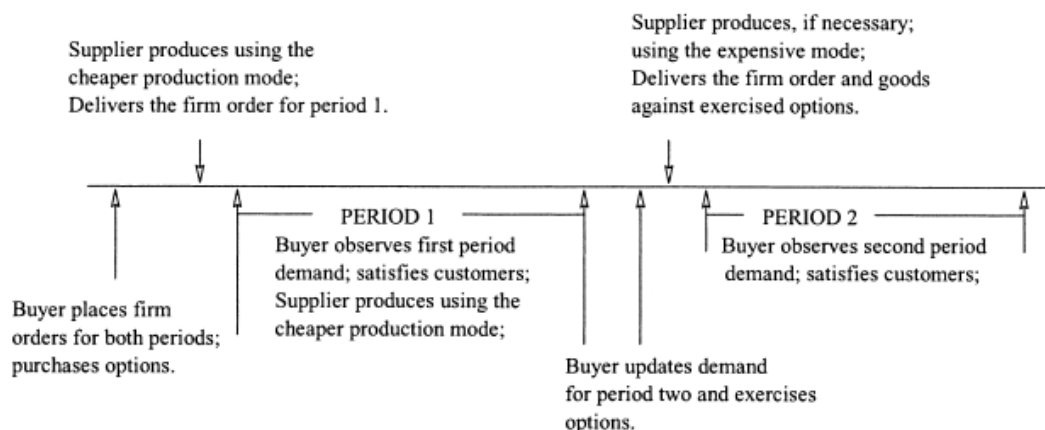 Supplier produces using the
cheaper production mode;
Delivers the firm order for period 1.
Supplier produces, if necessary;
using the expensive mode;
Delivers the firm order and goods
against exercised options.
PERIOD 1
Buyer observes first period
demand; satisfies customers;
Supplier produces using the
cheaper production mode;
PERIOD 2
Buyer observes second period
demand; satisfies customers;
Buyer places firm
orders for both periods;
purchases options.
Buyer updates demand
for period two and exercises
options.